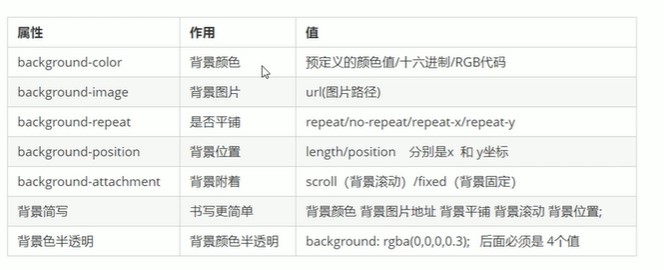 属性 作用 值
background-color 背景颜色 预定义的颜色值/十六进制/RGB代码
background-image 背景图片 url(图片路径)
background-repeat 是否平铺 repeat/no-repeat/repeat-x/repeat-y
background-position 背景位置 length/position 分别是x 和 y坐标
background-attachment 背景附着 scroll（背景滚动）/fixed（背景固定）
背景简写 书写更简单 背景颜色 背景图片地址 背景平铺 背景滚动 背景位置;
背景色半透明 背景颜色半透明 background: rgba(0,0,0,0.3); 后面必须是 4个值